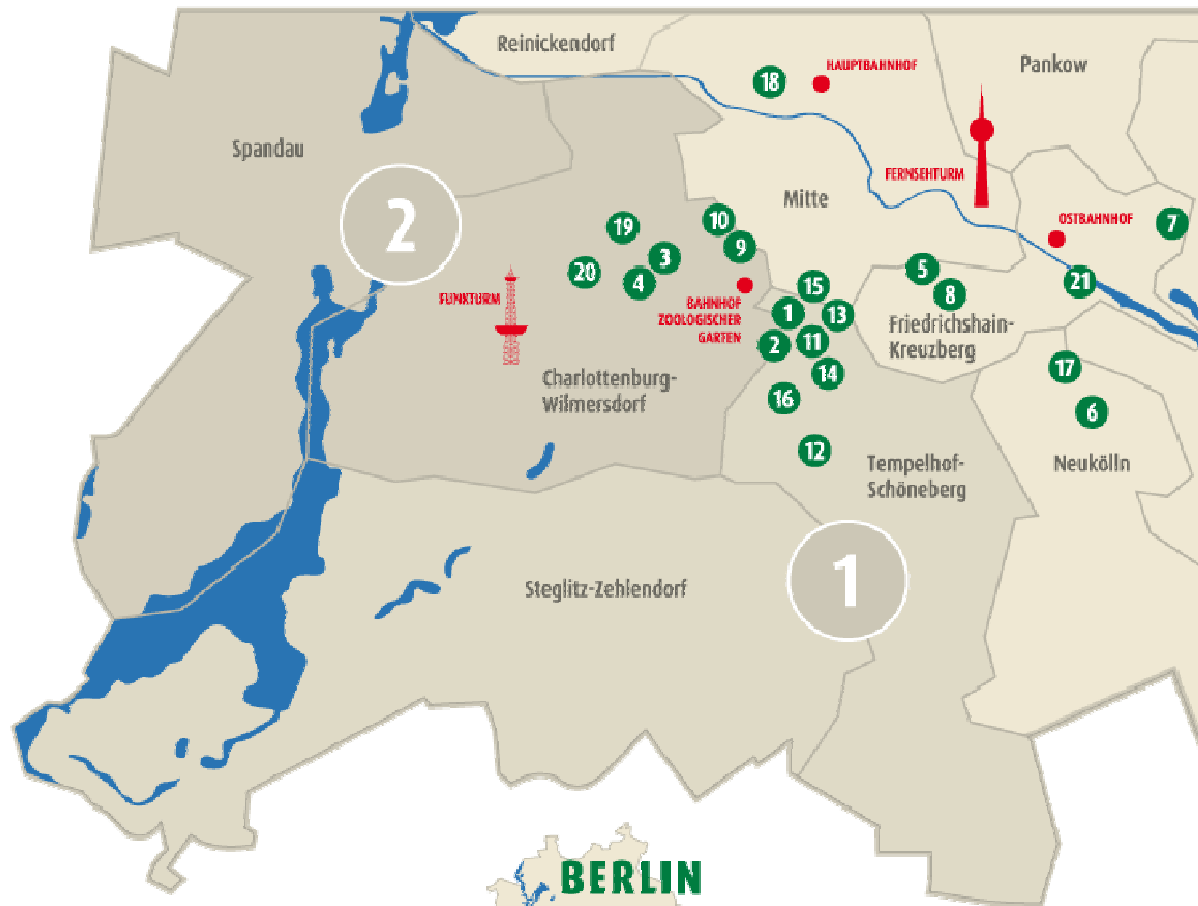 Reinickendorf
HAUPTBAHNHOF
Pankow
18
Spandau
FERNSEHTURM
Mitte
2
19
10
9
OSTBAHNHOF
7
3
20
4
5
8
21
FUNKTURM
BAHNHOF
ZOOLOGISCHER
GARTEN
15
1
13
Friedrichshain-
Kreuzberg
2
11
14
17
Charlottenburg-
Wilmersdorf
16
6
12
Tempelhof-
Schöneberg
Neukölln
Steglitz-Zehlendorf
1
BERLIN